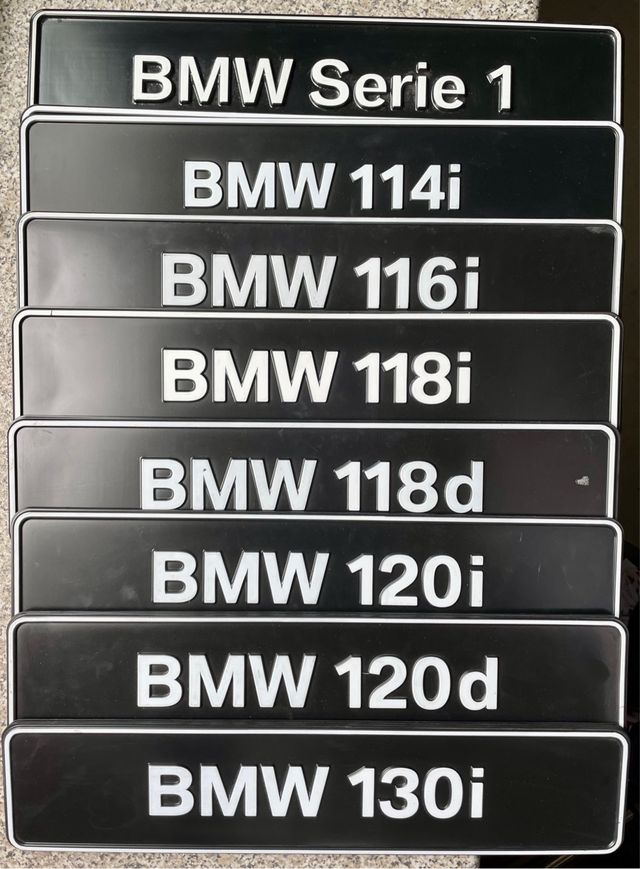 BMW Serie 1
BMW 114i
BMW 116i
BMW 118i
BMW 118d
BMW 120i
BMW 120d
BMW 130i